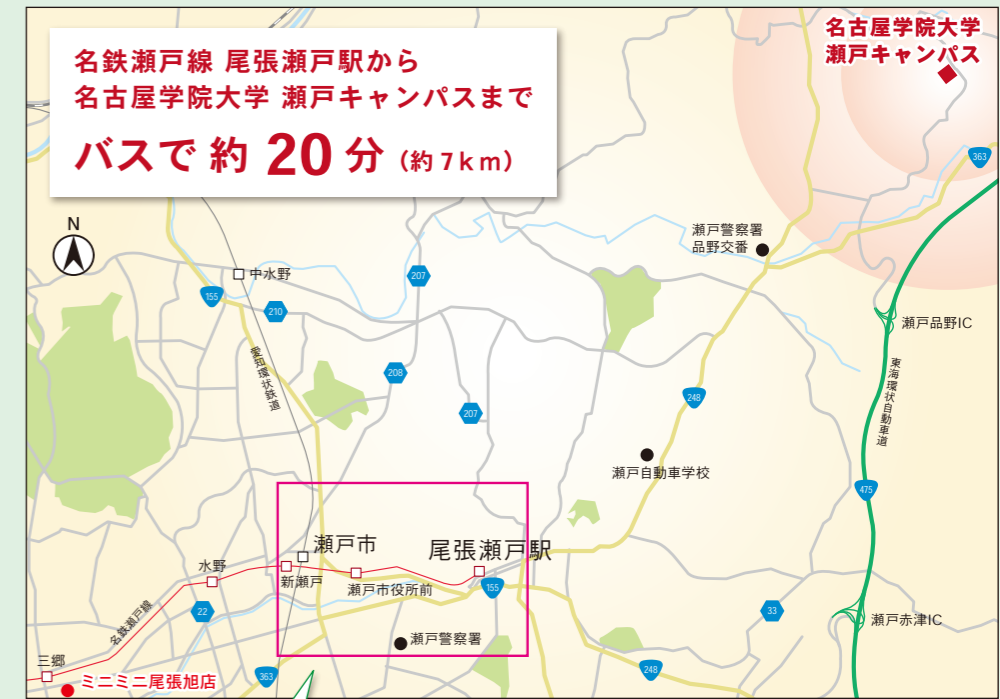 名古屋学院大学
瀬戸キャンパス
名鉄瀬戸線 尾張瀬戸駅から
名古屋学院大学 瀬戸キャンパスまで
バスで 約 20 分 (約 7km)
363
N
瀬戸警察署
品野交番
中水野
207
155
210
瀬戸品野IC
愛知環状鉄道
208
東海環状自動車道
248
207
瀬戸自動車学校
475
瀬戸市
尾張瀬戸駅
水野
新瀬戸
瀬戸市役所前
155
22
33
名鉄瀬戸線
瀬戸赤津IC
瀬戸警察署
三郷
363
248
ミニミニ尾張旭店